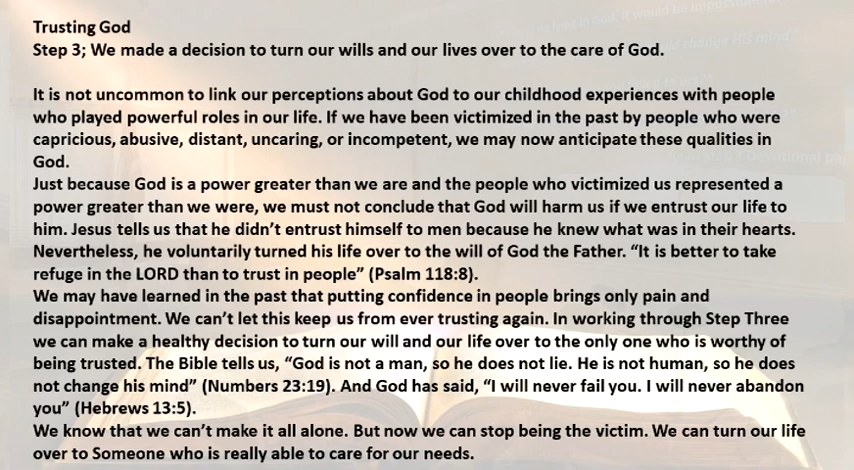 Trusting God
Step 3; We made a decision to turn our wills and our lives over to the care of God.
It is not uncommon to link our perceptions about God to our childhood experiences with people
who played powerful roles in our life. If we have been victimized in the past by people who were
capricious, abusive, distant, uncaring, or incompetent, we may now anticipate these qualities in
God.
Just because God is a power greater than we are and the people who victimized us represented a
power greater than we were, we must not conclude that God will harm us if we entrust our life to
him. Jesus tells us that he didn’t entrust himself to men because he knew what was in their hearts.
Nevertheless, he voluntarily turned his life over to the will of God the Father. “It is better to take
refuge in the LORD than to trust in people” (Psalm 118:8).
We may have learned in the past that putting confidence in people brings only pain and
disappointment. We can’t let this keep us from ever trusting again. In working through Step Three
we can make a healthy decision to turn our will and our life over to the only one who is worthy of
being trusted. The Bible tells us, “God is not a man, so he does not lie. He is not human, so he does
not change his mind” (Numbers 23:19). And God has said, “I will never fail you. I will never abandon
you” (Hebrews 13:5).
We know that we can’t make it all alone. But now we can stop being the victim. We can turn our life
over to Someone who is really able to care for our needs.